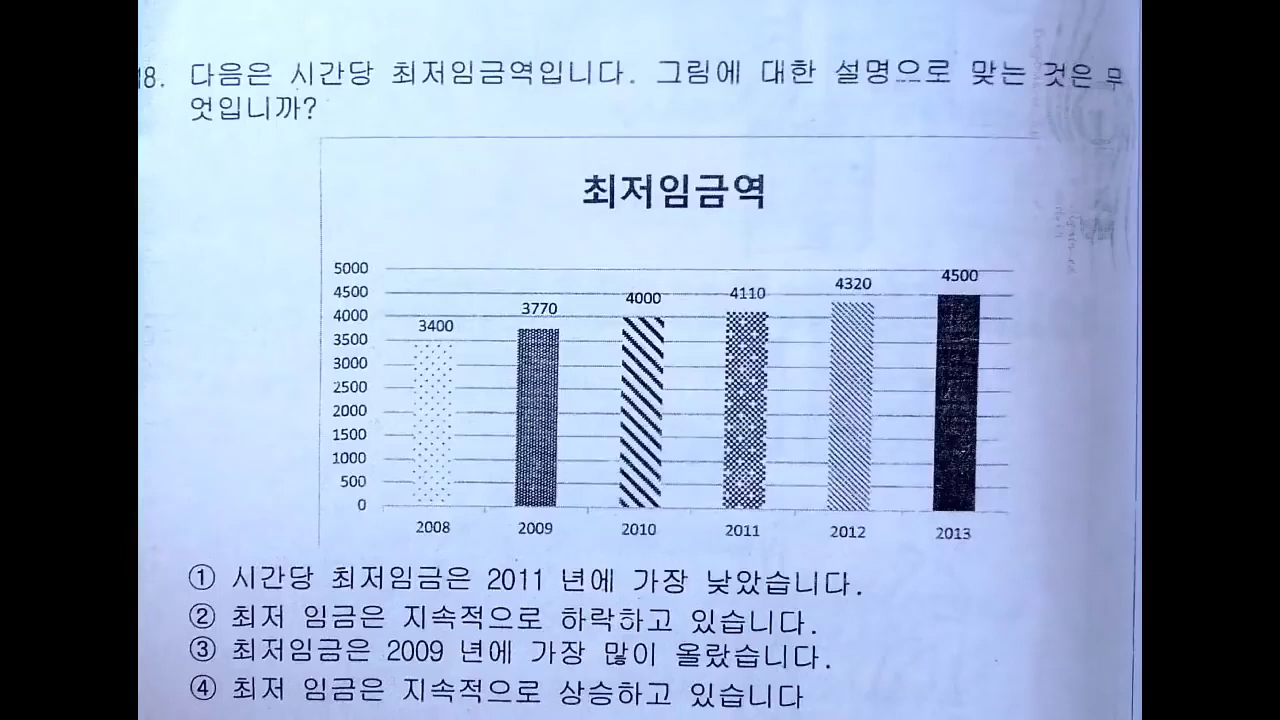 18. 다음은 시간당 최저임금역입니다. 그림에 대한 설명으로 맞는 것은 무
엇입니까?
최저임금역
5000
4500
4000
3500
3000
2500
2000
1500
1000
500
0
3400
3770
4000
4110
4320
4500
2008 2009 2010 2011 2012 2013
① 시간당 최저임금은 2011 년에 가장 낮았습니다.
② 최저 임금은 지속적으로 하락하고 있습니다.
③ 최저임금은 2009 년에 가장 많이 올랐습니다.
④ 최저 임금은 지속적으로 상승하고 있습니다